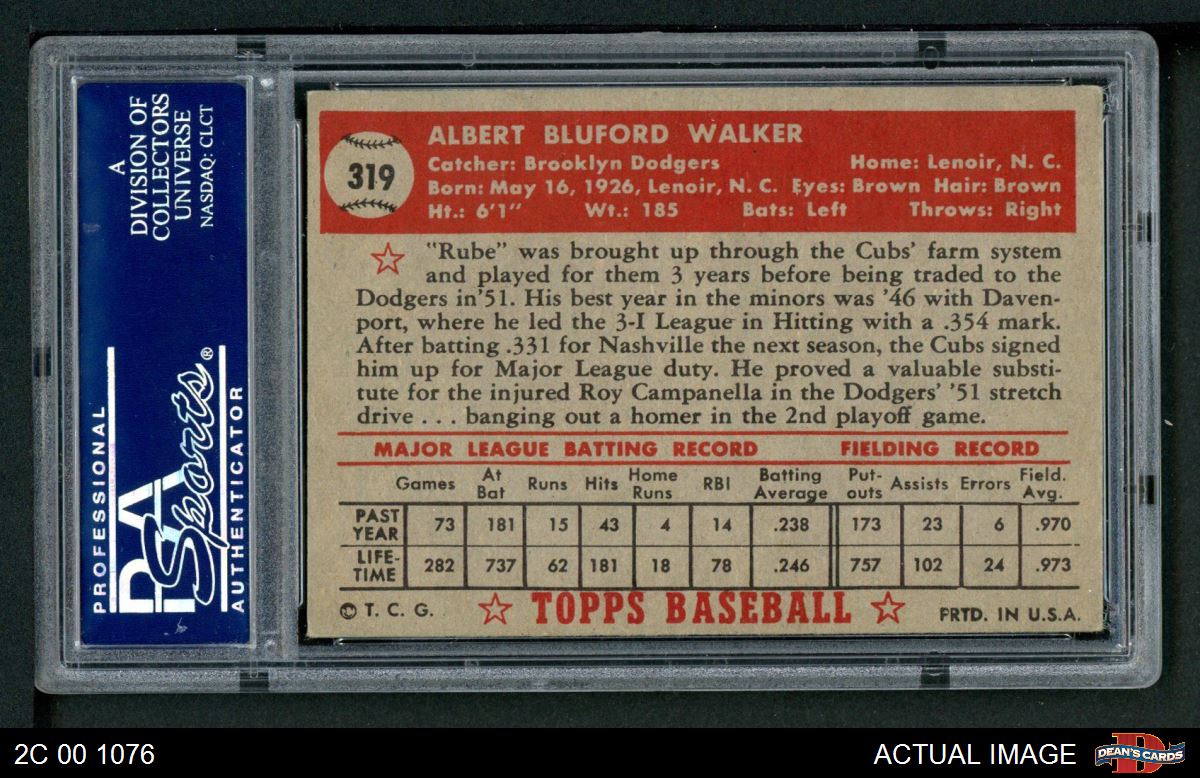 A
DIVISION OF
COLLECTORS
UNIVERSE
NASDAQ: CLCT
PROFESSIONAL
PSA
Sports®
AUTHENTICATOR
319
ALBERT BLUFORD WALKER
Catcher: Brooklyn Dodgers Home: Lenoir, N. C.
Born: May 16, 1926, Lenoir, N. C. Eyes: Brown Hair: Brown
Ht.: 6'1" Wt.: 185 Bats: Left Throws: Right
"Rube" was brought up through the Cubs' farm system
and played for them 3 years before being traded to the
Dodgers in '51. His best year in the minors was '46 with Daven-
port, where he led the 3-I League in Hitting with a .354 mark.
After batting .331 for Nashville the next season, the Cubs signed
him up for Major League duty. He proved a valuable substi-
tute for the injured Roy Campanella in the Dodgers' '51 stretch
drive . . . banging out a homer in the 2nd playoff game.
MAJOR LEAGUE BATTING RECORD FIELDING RECORD
Games At Bat Runs Hits Home Runs RBI Batting Average Put-outs Assists Errors Field. Avg.
PAST YEAR 73 181 15 43 4 14 .238 173 23 6 .970
LIFE-TIME 282 737 62 181 18 78 .246 757 102 24 .973
© T. C. G. TOPPS BASEBALL PRTD. IN U.S.A.
2C 00 1076 ACTUAL IMAGE DEAN'S CARDS